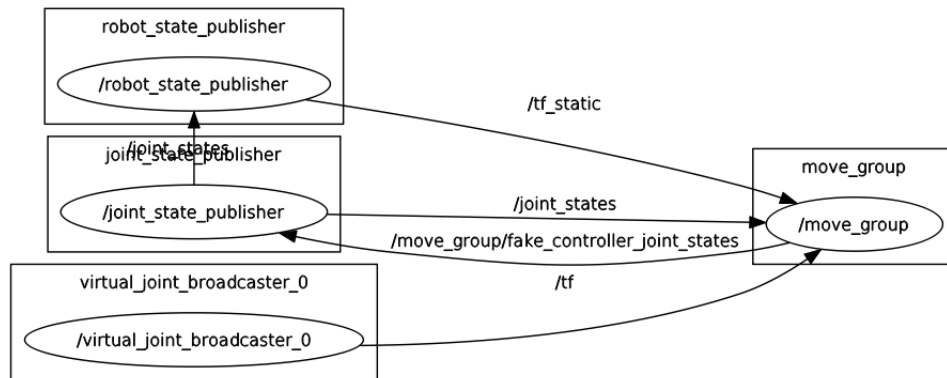 robot_state_publisher
/robot_state_publisher
/tf_static
/joint_states
joint_state_publisher
move_group
/joint_state_publisher
/joint_states
/move_group
/move_group/fake_controller_joint_states
virtual_joint_broadcaster_0
/tf
/virtual_joint_broadcaster_0